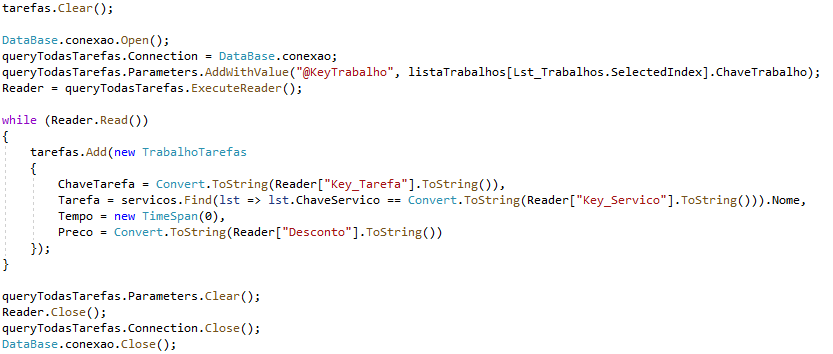 tarefas.Clear();
DataBase.conexao.Open();
queryTodasTarefas.Connection = DataBase.conexao;
queryTodasTarefas.Parameters.AddWithValue("@KeyTrabalho", listaTrabalhos[Lst_Trabalhos.SelectedIndex].ChaveTrabalho);
Reader = queryTodasTarefas.ExecuteReader();
while (Reader.Read())
{
tarefas.Add(new TrabalhoTarefas
{
ChaveTarefa = Convert.ToString(Reader["Key_Tarefa"].ToString()),
Tarefa = servicos.Find(lst => lst.ChaveServico == Convert.ToString(Reader["Key_Servico"].ToString())).Nome,
Tempo = new TimeSpan(0),
Preco = Convert.ToString(Reader["Desconto"].ToString())
});
}
queryTodasTarefas.Parameters.Clear();
Reader.Close();
queryTodasTarefas.Connection.Close();
DataBase.conexao.Close();